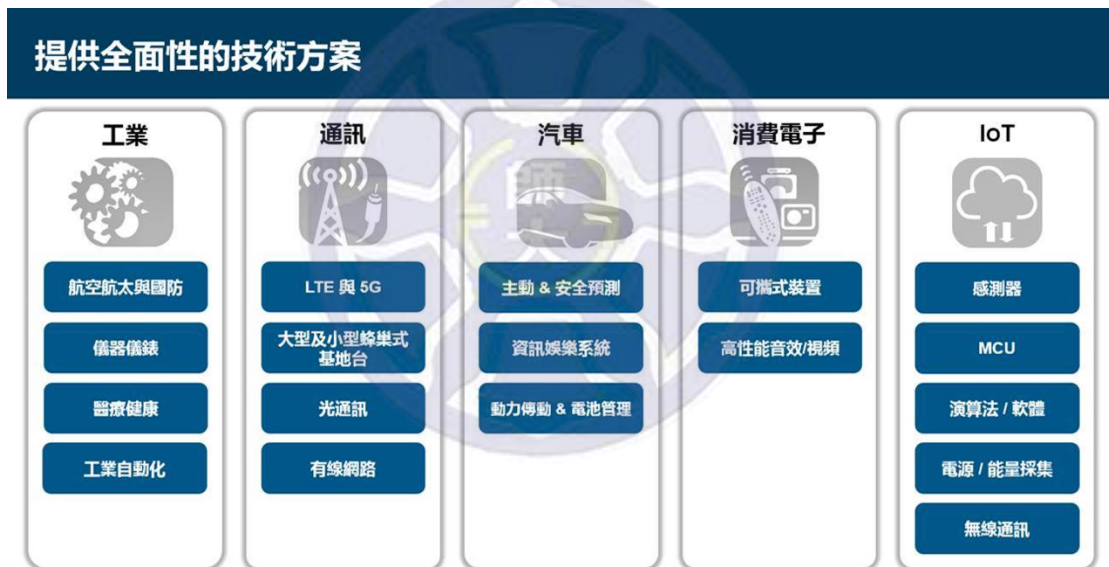 提供全面性的技術方案
工業
航空航太與國防
儀器儀錶
醫療健康
工業自動化
通訊
LTE 與 5G
大型及小型蜂巢式
基地台
光通訊
有線網路
汽車
主動 & 安全預測
資訊娛樂系統
動力傳動 & 電池管理
消費電子
可攜式裝置
高性能音效/視頻
IoT
感測器
MCU
演算法 / 軟體
電源 / 能量採集
無線通訊